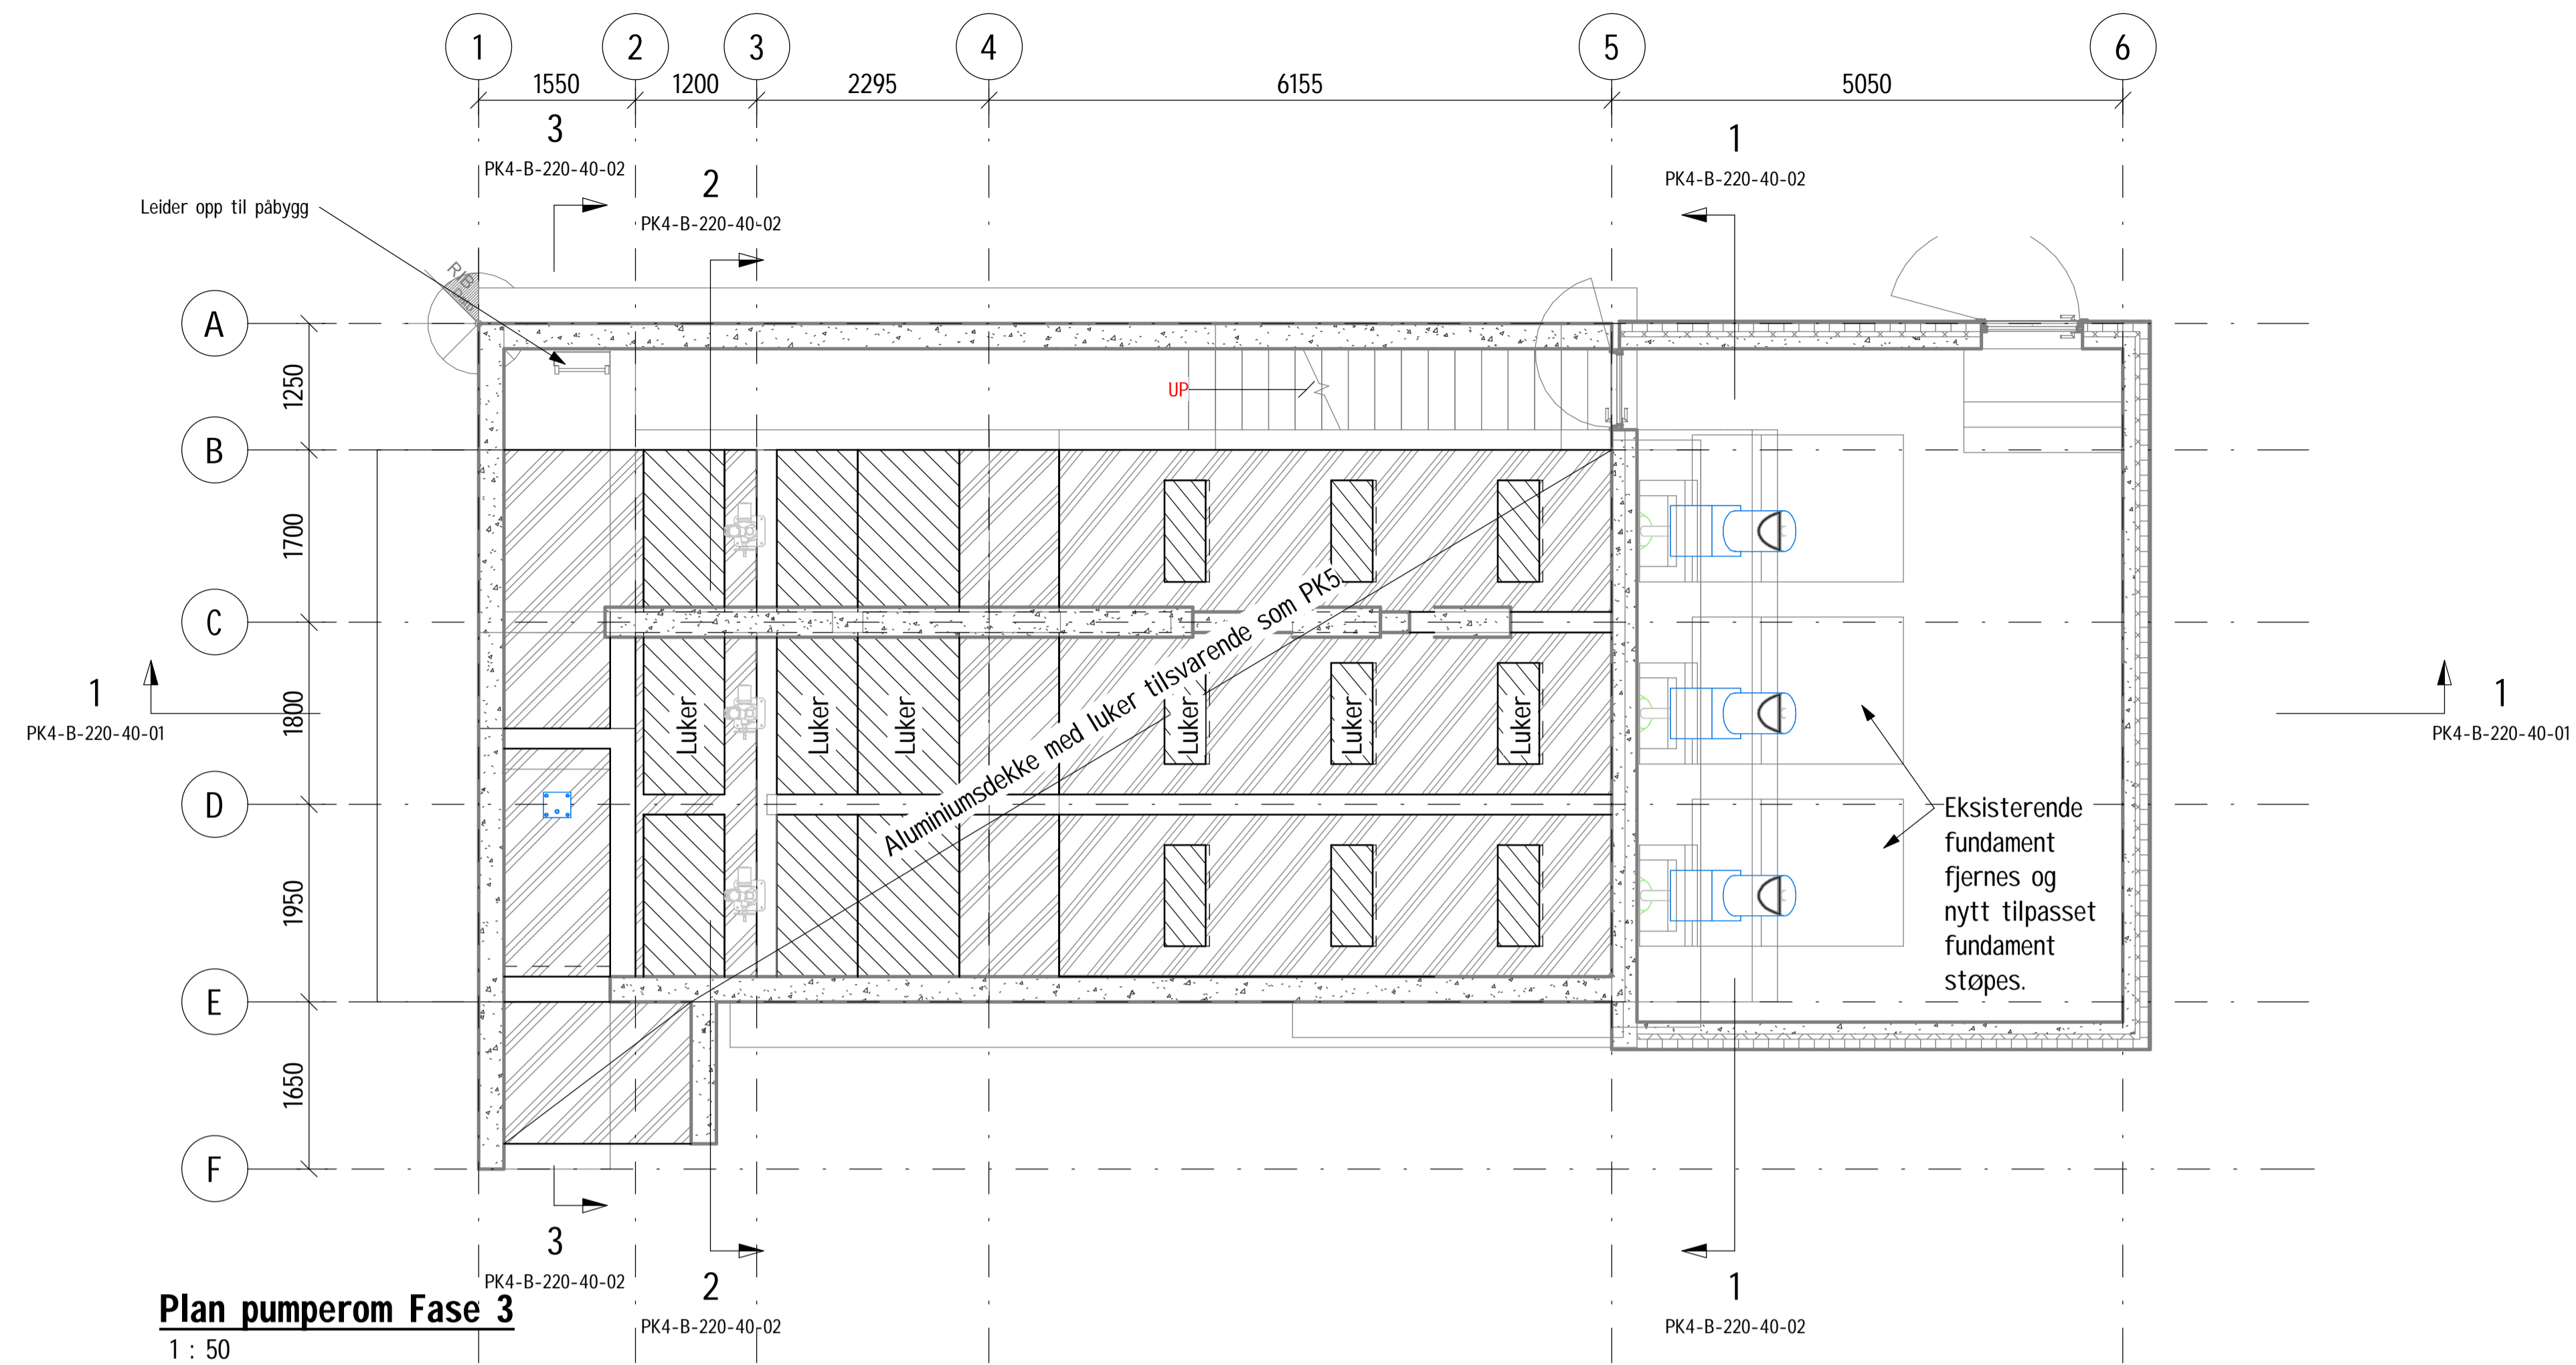 1
2
3
4
5
6
1550
1200
2295
6155
5050
3
PK4-B-220-40-02
2
PK4-B-220-40-02
1
PK4-B-220-40-02
Leider opp til påbygg
RIB
A
B
C
D
E
F
1250
1700
1800
1950
1650
UP
1
PK4-B-220-40-01
1
PK4-B-220-40-01
Luker
Luker
Luker
Luker
Luker
Luker
Aluminiumsdekke med luker tilsvarende som PK5
Eksisterende
fundament
fjernes og
nytt tilpasset
fundament
støpes.
3
PK4-B-220-40-02
2
PK4-B-220-40-02
1
PK4-B-220-40-02
Plan pumperom Fase 3
1 : 50